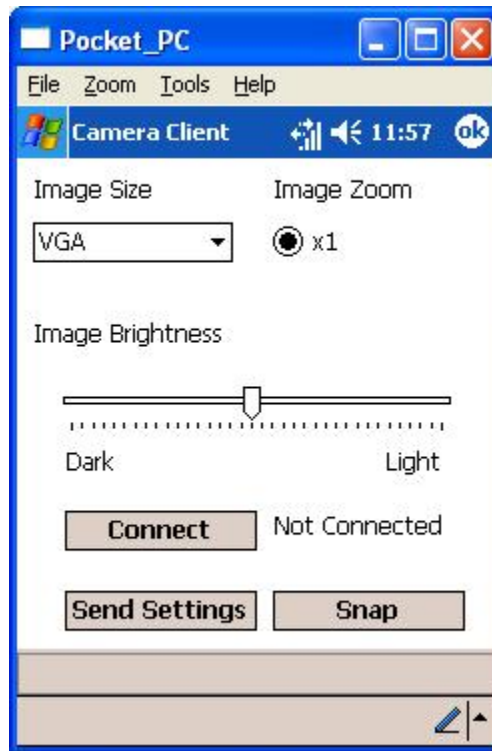 Pocket_PC
File Zoom Tools Help
Camera Client 11:57 ok
Image Size Image Zoom
VGA x1
Image Brightness
Dark Light
Connect Not Connected
Send Settings Snap